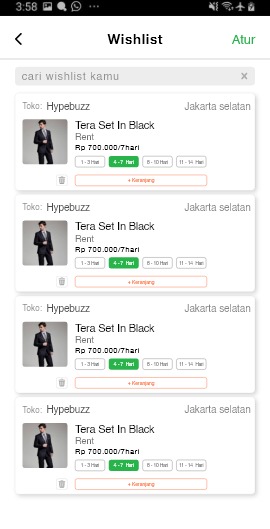 3:58
Wishlist
Atur
cari wishlist kamu
Toko: Hypebuzz Jakarta selatan
Tera Set In Black
Rent
Rp 700.000/7hari
1 - 3 Hari 4 - 7 Hari 8 - 10 Hari 11 - 14 Hari
+ Keranjang
Toko: Hypebuzz Jakarta selatan
Tera Set In Black
Rent
Rp 700.000/7hari
1 - 3 Hari 4 - 7 Hari 8 - 10 Hari 11 - 14 Hari
+ Keranjang
Toko: Hypebuzz Jakarta selatan
Tera Set In Black
Rent
Rp 700.000/7hari
1 - 3 Hari 4 - 7 Hari 8 - 10 Hari 11 - 14 Hari
+ Keranjang
Toko: Hypebuzz Jakarta selatan
Tera Set In Black
Rent
Rp 700.000/7hari
1 - 3 Hari 4 - 7 Hari 8 - 10 Hari 11 - 14 Hari
+ Keranjang